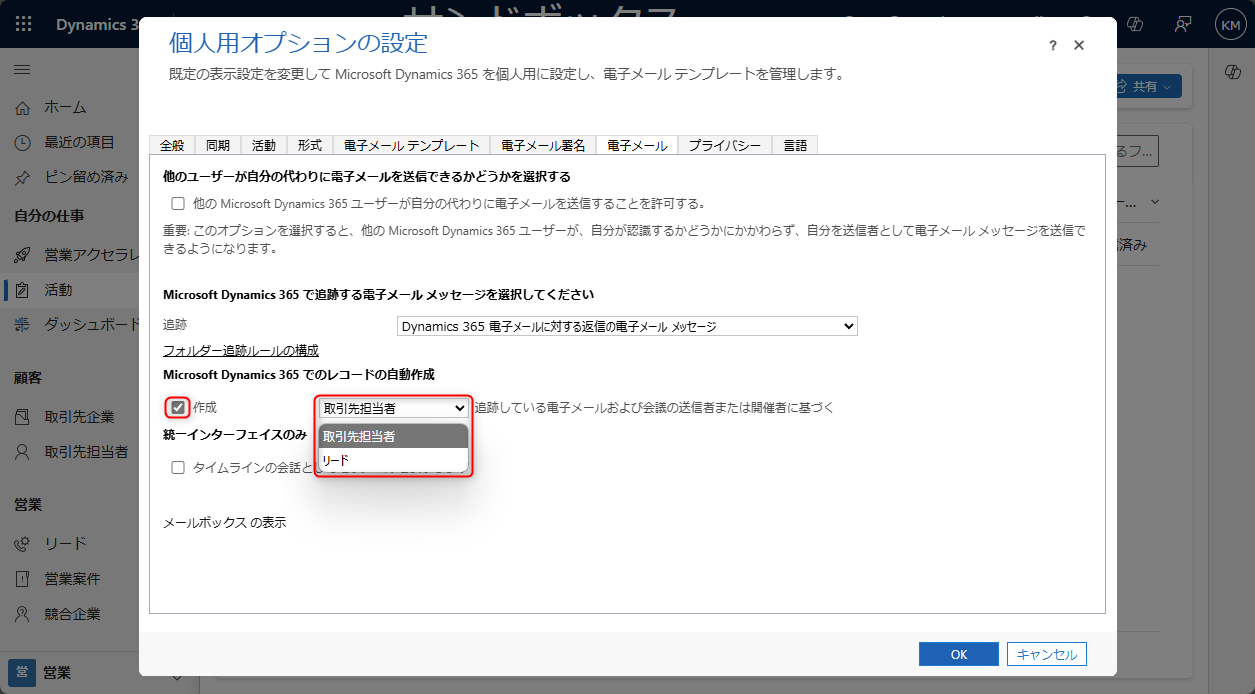 サンドボックス
Dynamics 3
KM
個人用オプションの設定
? ×
既定の表示設定を変更して Microsoft Dynamics 365 を個人用に設定し、電子メール テンプレートを管理します。
共有
ホーム
最近の項目
ピン留め済み
自分の仕事
営業アクセラレ
活動
ダッシュボード
顧客
取引先企業
取引先担当者
営業
リード
営業案件
競合企業
営 営業
全般 同期 活動 形式 電子メール テンプレート 電子メール署名 電子メール プライバシー 言語
他のユーザーが自分の代わりに電子メールを送信できるかどうかを選択する
他の Microsoft Dynamics 365 ユーザーが自分の代わりに電子メールを送信することを許可する。
重要: このオプションを選択すると、他の Microsoft Dynamics 365 ユーザーが、自分が認識するかどうかにかかわらず、自分を送信者として電子メール メッセージを送信で
きるようになります。
Microsoft Dynamics 365 で追跡する電子メール メッセージを選択してください
追跡 Dynamics 365 電子メールに対する返信の電子メール メッセージ
フォルダー追跡ルールの構成
Microsoft Dynamics 365 でのレコードの自動作成
作成 取引先担当者 追跡している電子メールおよび会議の送信者または開催者に基づく
取引先担当者
リード
統一インターフェイスのみ
タイムラインの会話と
メールボックス の表示
OK キャンセル
るフ...
ー...
済み